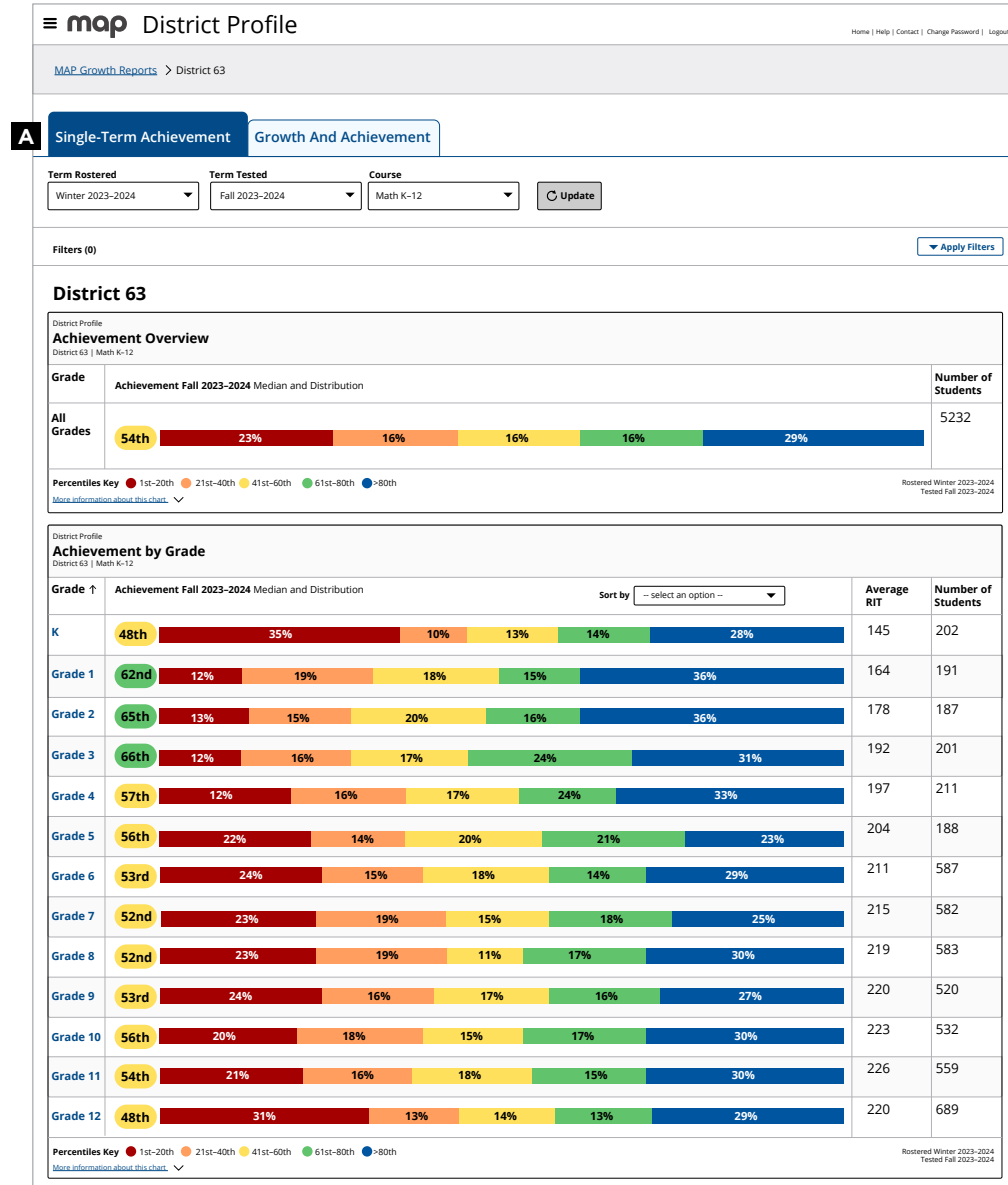 map District Profile
Home | Help | Contact | Change Password | Logout
MAP Growth Reports > District 63
A
Single-Term Achievement Growth And Achievement
Term Rostered Term Tested Course
Winter 2023–2024 Fall 2023–2024 Math K–12 Update
Filters (0) Apply Filters
District 63
District Profile
Achievement Overview
District 63 | Math K–12
Grade Achievement Fall 2023–2024 Median and Distribution Number of Students
All Grades 54th 23% 16% 16% 16% 29% 5232
Percentiles Key 1st–20th 21st–40th 41st–60th 61st–80th >80th
More information about this chart.
Rostered Winter 2023–2024
Tested Fall 2023–2024
District Profile
Achievement by Grade
District 63 | Math K–12
Grade ↑ Achievement Fall 2023–2024 Median and Distribution Sort by -- select an option -- Average RIT Number of Students
K 48th 35% 10% 13% 14% 28% 145 202
Grade 1 62nd 12% 19% 18% 15% 36% 164 191
Grade 2 65th 13% 15% 20% 16% 36% 178 187
Grade 3 66th 12% 16% 17% 24% 31% 192 201
Grade 4 57th 12% 16% 17% 24% 33% 197 211
Grade 5 56th 22% 14% 20% 21% 23% 204 188
Grade 6 53rd 24% 15% 18% 14% 29% 211 587
Grade 7 52nd 23% 19% 15% 18% 25% 215 582
Grade 8 52nd 23% 19% 11% 17% 30% 219 583
Grade 9 53rd 24% 16% 17% 16% 27% 220 520
Grade 10 56th 20% 18% 15% 17% 30% 223 532
Grade 11 54th 21% 16% 18% 15% 30% 226 559
Grade 12 48th 31% 13% 14% 13% 29% 220 689
Percentiles Key 1st–20th 21st–40th 41st–60th 61st–80th >80th
More information about this chart.
Rostered Winter 2023–2024
Tested Fall 2023–2024